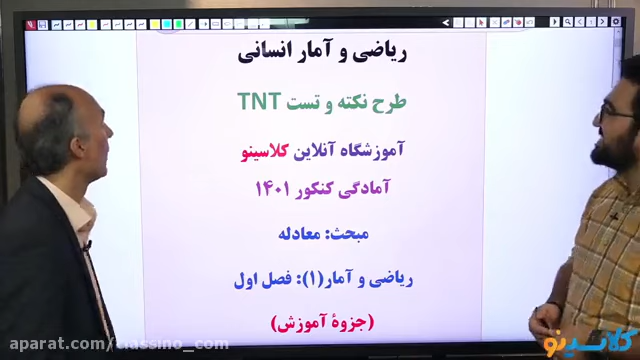 ریاضی و آمار انسانی
طرح نکته و تست TNT
آموزشگاه آنلاین کلاسینو
آمادگی کنکور ۱۴۰۱
مبحث: معادله
ریاضی و آمار(۱): فصل اول
(جزوهٔ آموزش)
aparat.com/classino_com
کلاسینو